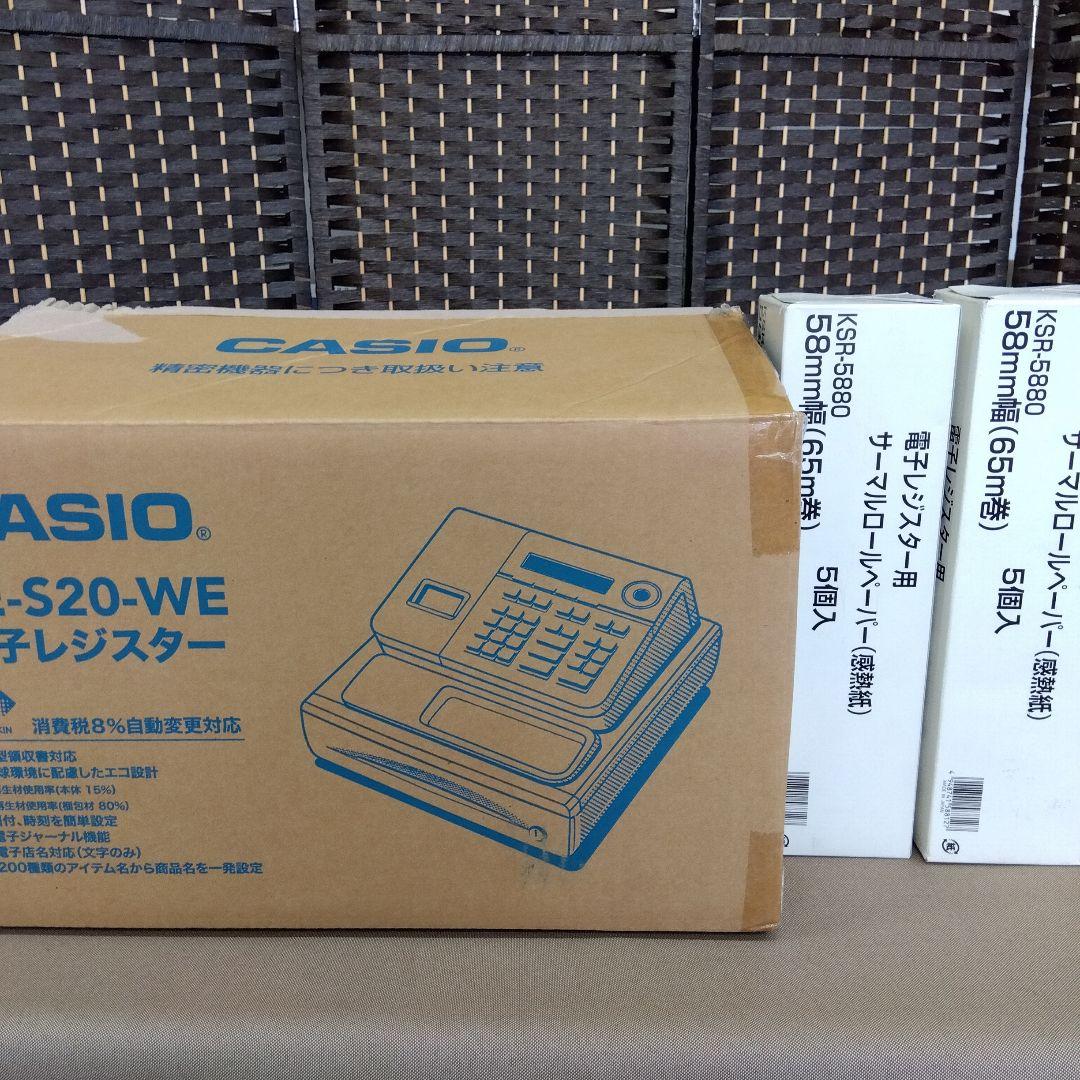 CASIO®
精密機器につき取扱い注意
ASIO®
-S20-WE
子レジスター
KIN
消費税8%自動変更対応
型領収書対応
球環境に配慮したエコ設計
生材使用率(本体 15%)
再生材使用率(梱包材 80%)
付、時刻を簡単設定
電子ジャーナル機能
電子店名対応(文字のみ)
200種類のアイテム名から商品名を一発設定
KSR-5880
58mm幅(65m巻) 5個入
電子レジスター用
サーマルロールペーパー(感熱紙)
電子レジスター用
KSR-5880
58mm幅(65m巻) 5個入
サーマルロールペーパー(感熱紙)
MADE IN JAPAN
紙